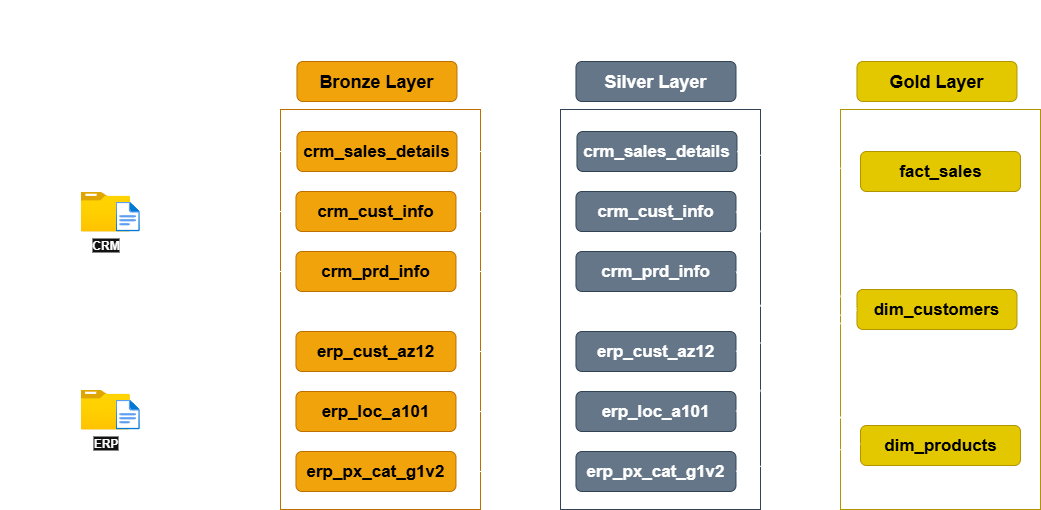 Bronze Layer
Silver Layer
Gold Layer
crm_sales_details
crm_cust_info
crm_prd_info
erp_cust_az12
erp_loc_a101
erp_px_cat_g1v2
crm_sales_details
crm_cust_info
crm_prd_info
erp_cust_az12
erp_loc_a101
erp_px_cat_g1v2
fact_sales
dim_customers
dim_products
CRM
ERP